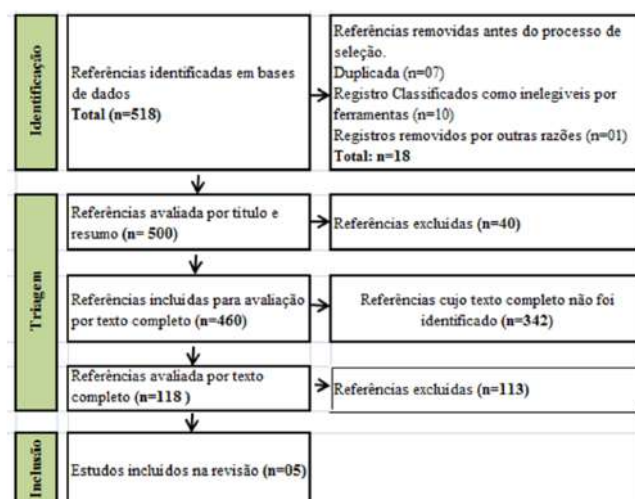 Identificação
Referências identificadas em bases
de dados
Total (n=518)
Referências removidas antes do processo de
seleção.
Duplicada (n=07)
Registro Classificados como inelegiveis por
ferramentas (n=10)
Registros removidos por outras razões (n=01)
Total: n=18
Triagem
Referências avaliada por titulo e
resumo (n= 500)
Referências excluidas (n=40)
Referências incluidas para avaliação
por texto completo (n=460)
Referências cujo texto completo não foi
identificado (n=342)
Referências avaliada por texto
completo (n=118 )
Referências excluidas (n=113)
Inclusão
Estudos incluidos na revisão (n=05)